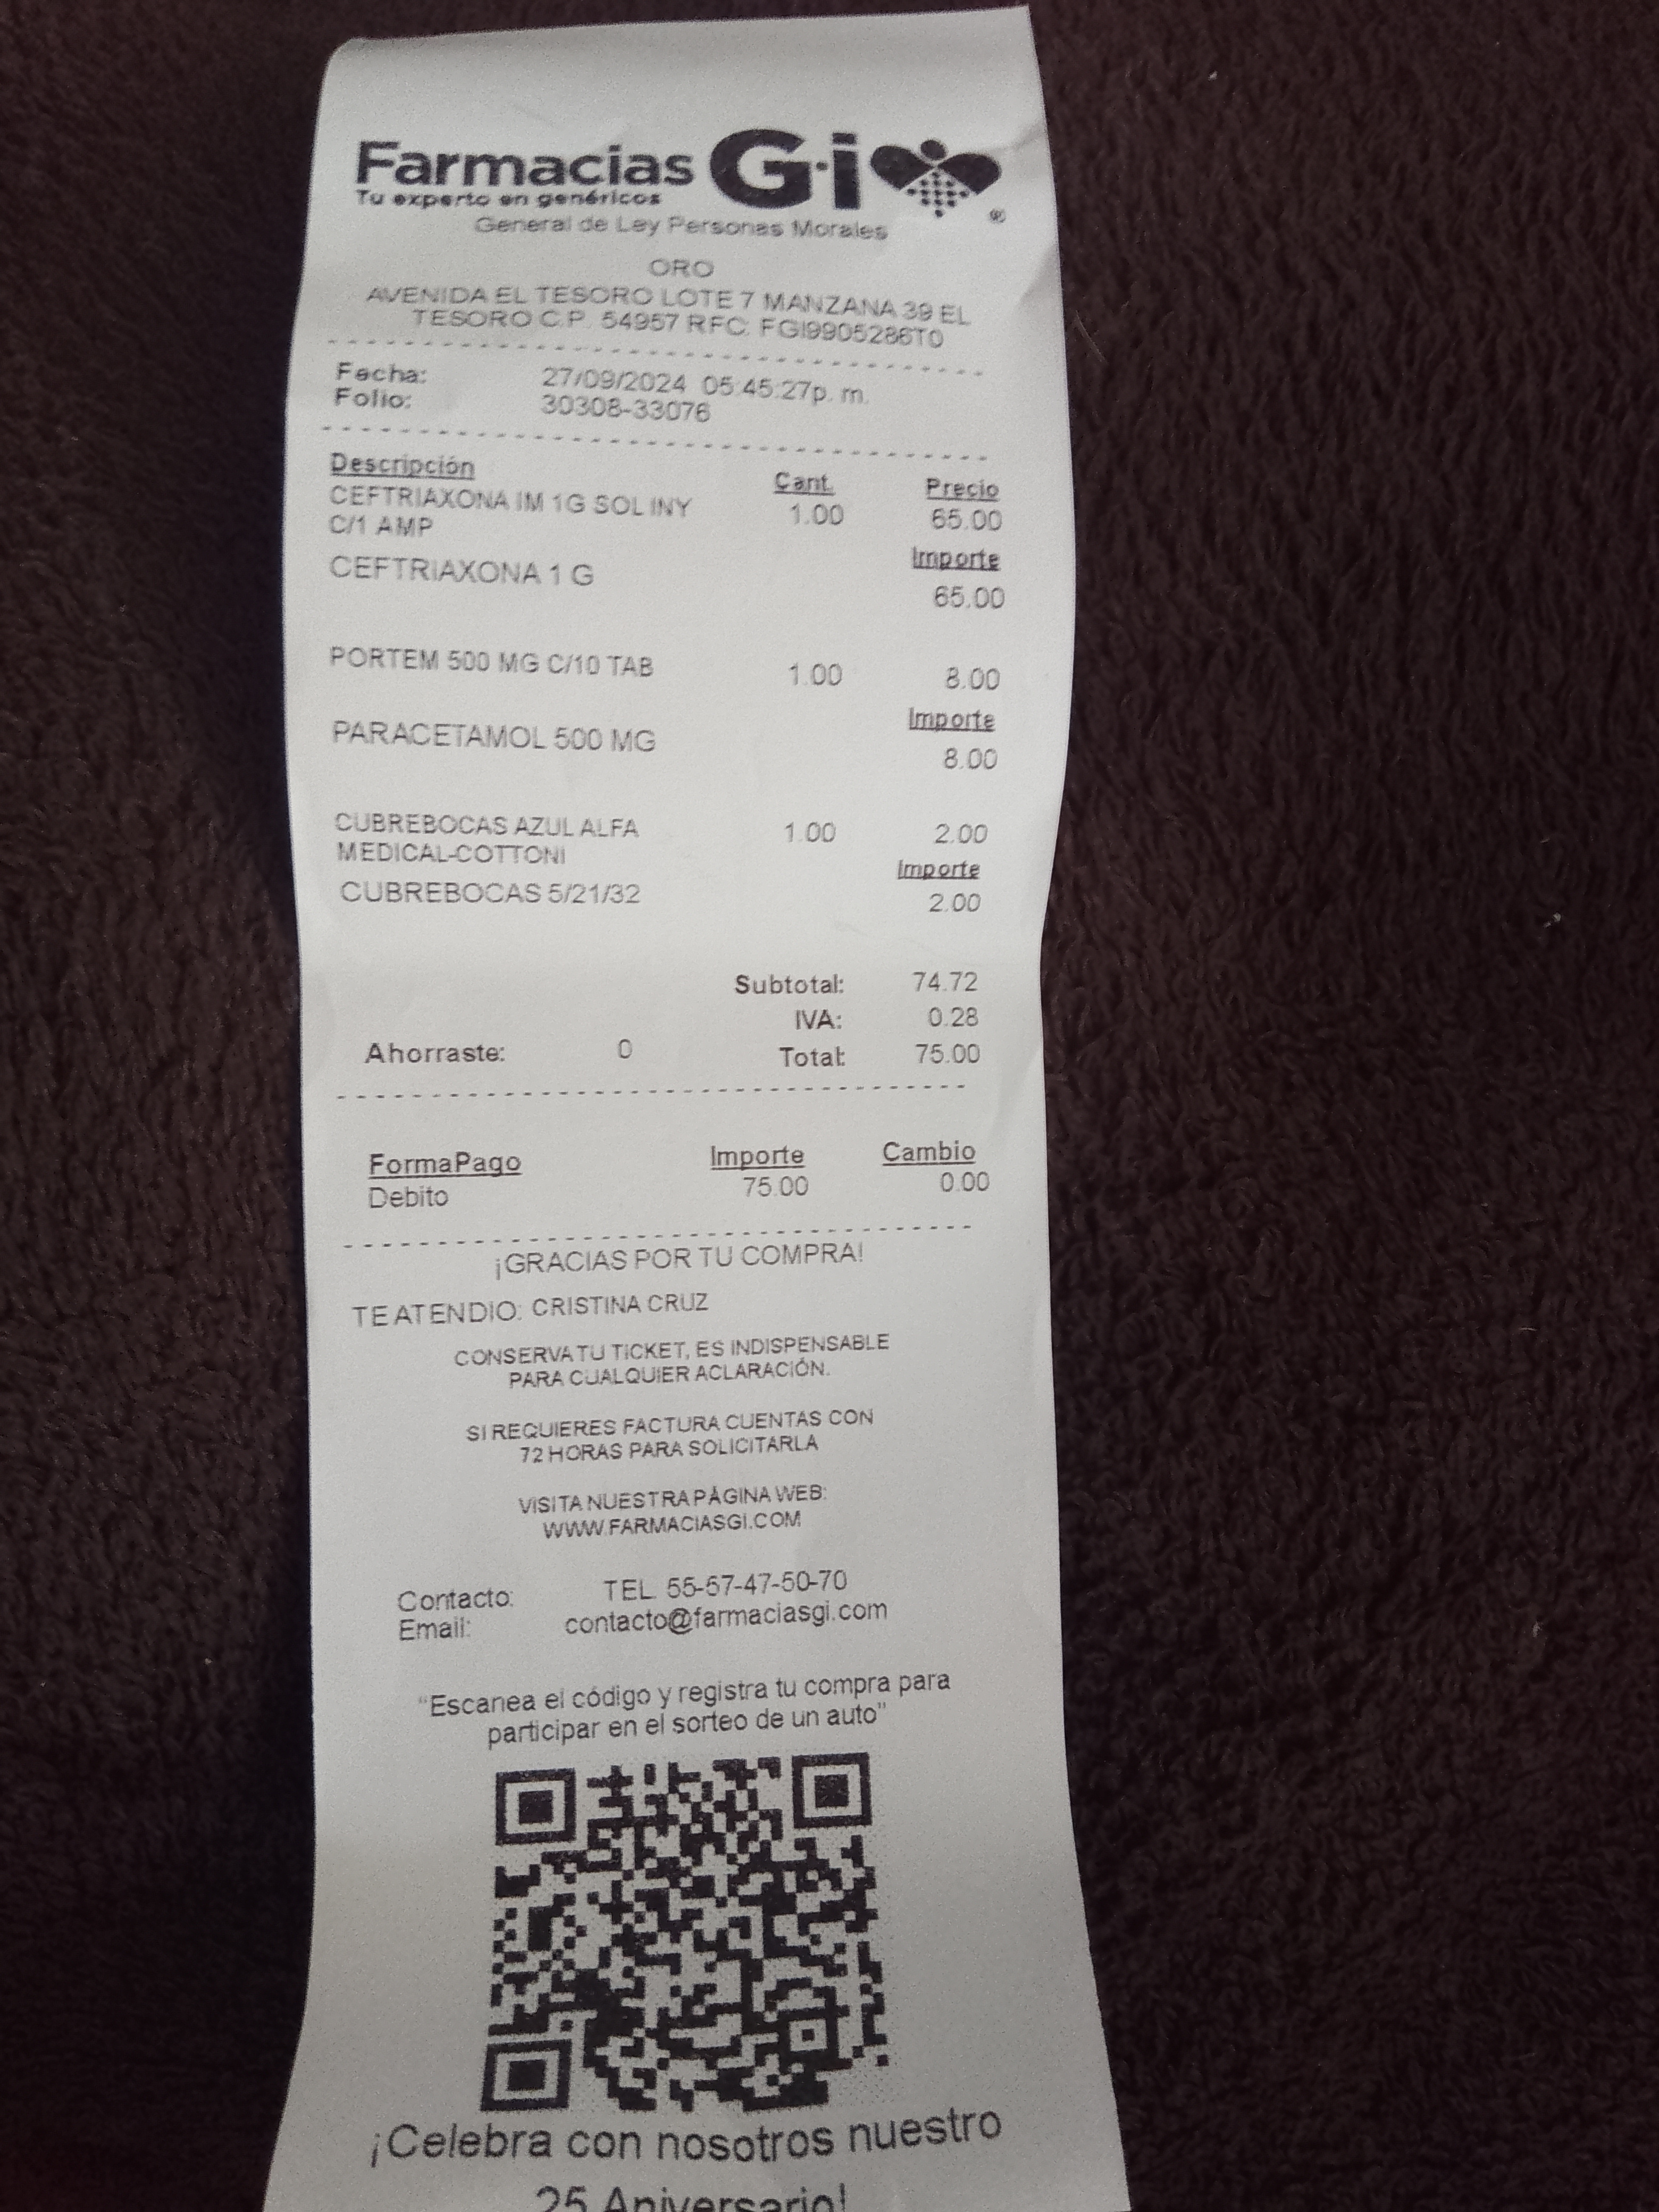 Farmacias G·i ®
Tu experto en genéricos
General de Ley Personas Morales
ORO
AVENIDA EL TESORO LOTE 7 MANZANA 39 EL
TESORO C.P. 54957 RFC. FGI9905286T0
Fecha: 27/09/2024 05:45:27p. m.
Folio: 30308-33076
Descripción Cant. Precio
CEFTRIAXONA IM 1G SOL INY 1.00 65.00
C/1 AMP
Importe
CEFTRIAXONA 1 G
65.00
PORTEM 500 MG C/10 TAB 1.00 8.00
Importe
PARACETAMOL 500 MG
8.00
CUBREBOCAS AZUL ALFA 1.00 2.00
MEDICAL-COTTONI
Importe
CUBREBOCAS 5/21/32
2.00
Subtotal: 74.72
IVA: 0.28
Ahorraste: 0 Total: 75.00
FormaPago Importe Cambio
Debito 75.00 0.00
¡GRACIAS POR TU COMPRA!
TE ATENDIO: CRISTINA CRUZ
CONSERVA TU TICKET, ES INDISPENSABLE
PARA CUALQUIER ACLARACIÓN.
SI REQUIERES FACTURA CUENTAS CON
72 HORAS PARA SOLICITARLA
VISITA NUESTRA PÁGINA WEB:
WWW.FARMACIASGI.COM
Contacto: TEL. 55-57-47-50-70
Email: contacto@farmaciasgi.com
"Escanea el código y registra tu compra para
participar en el sorteo de un auto"
¡Celebra con nosotros nuestro
25 Aniversario!